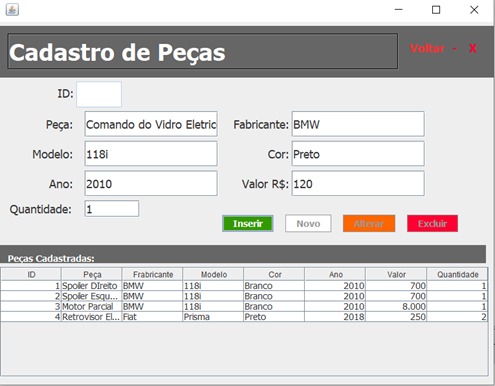 Cadastro de Peças
Voltar - X
ID:
Peça: Comando do Vidro Eletric Fabricante: BMW
Modelo: 118i Cor: Preto
Ano: 2010 Valor R$: 120
Quantidade: 1
Inserir Novo Alterar Excluir
Peças Cadastradas:
ID Peça Frabricante Modelo Cor Ano Valor Quantidade
1 Spoiler DIreito BMW 118i Branco 2010 700 1
2 Spoiler Esqu... BMW 118i Branco 2010 700 1
3 Motor Parcial BMW 118i Branco 2010 8.000 1
4 Retrovisor El... Fiat Prisma Preto 2018 250 2